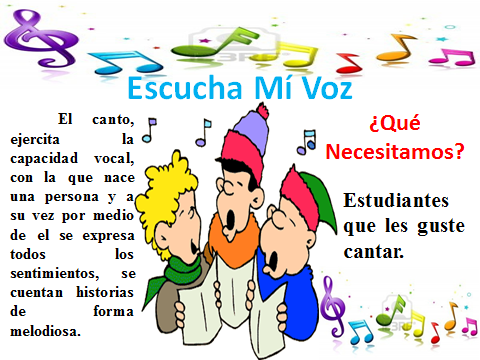 Escucha Mí Voz
El canto,
ejercita la
capacidad vocal,
con la que nace
una persona y a
su vez por medio
de el se expresa
todos los
sentimientos, se
cuentan historias
de forma
melodiosa.
¿Qué
Necesitamos?
Estudiantes
que les guste
cantar.